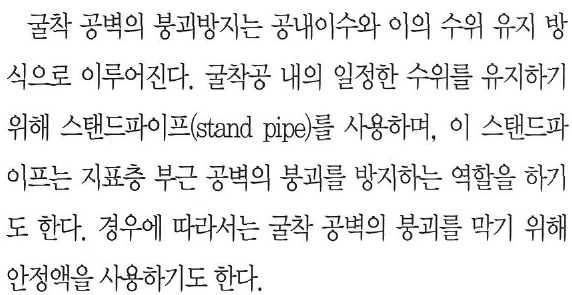 굴착 공벽의 붕괴방지는 공내이수와 이의 수위 유지 방
식으로 이루어진다. 굴착공 내의 일정한 수위를 유지하기
위해 스탠드파이프(stand pipe)를 사용하며, 이 스탠드파
이프는 지표층 부근 공벽의 붕괴를 방지하는 역할을 하기
도 한다. 경우에 따라서는 굴착 공벽의 붕괴를 막기 위해
안정액을 사용하기도 한다.